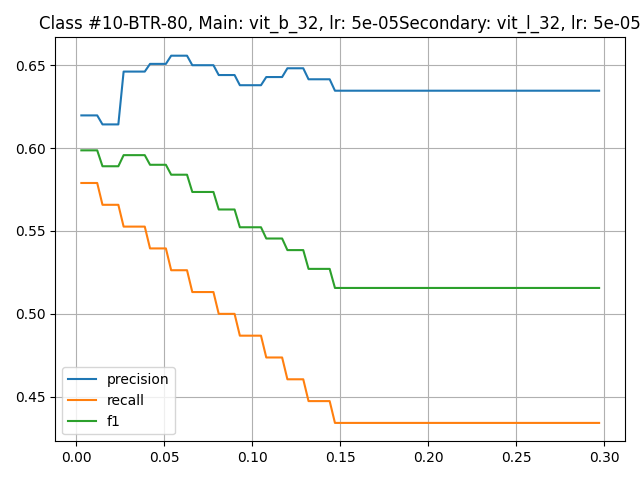 Class #10-BTR-80, Main: vit_b_32, lr: 5e-05Secondary: vit_l_32, lr: 5e-05
0.65
0.60
0.55
0.50
0.45
precision
recall
f1
0.00 0.05 0.10 0.15 0.20 0.25 0.30